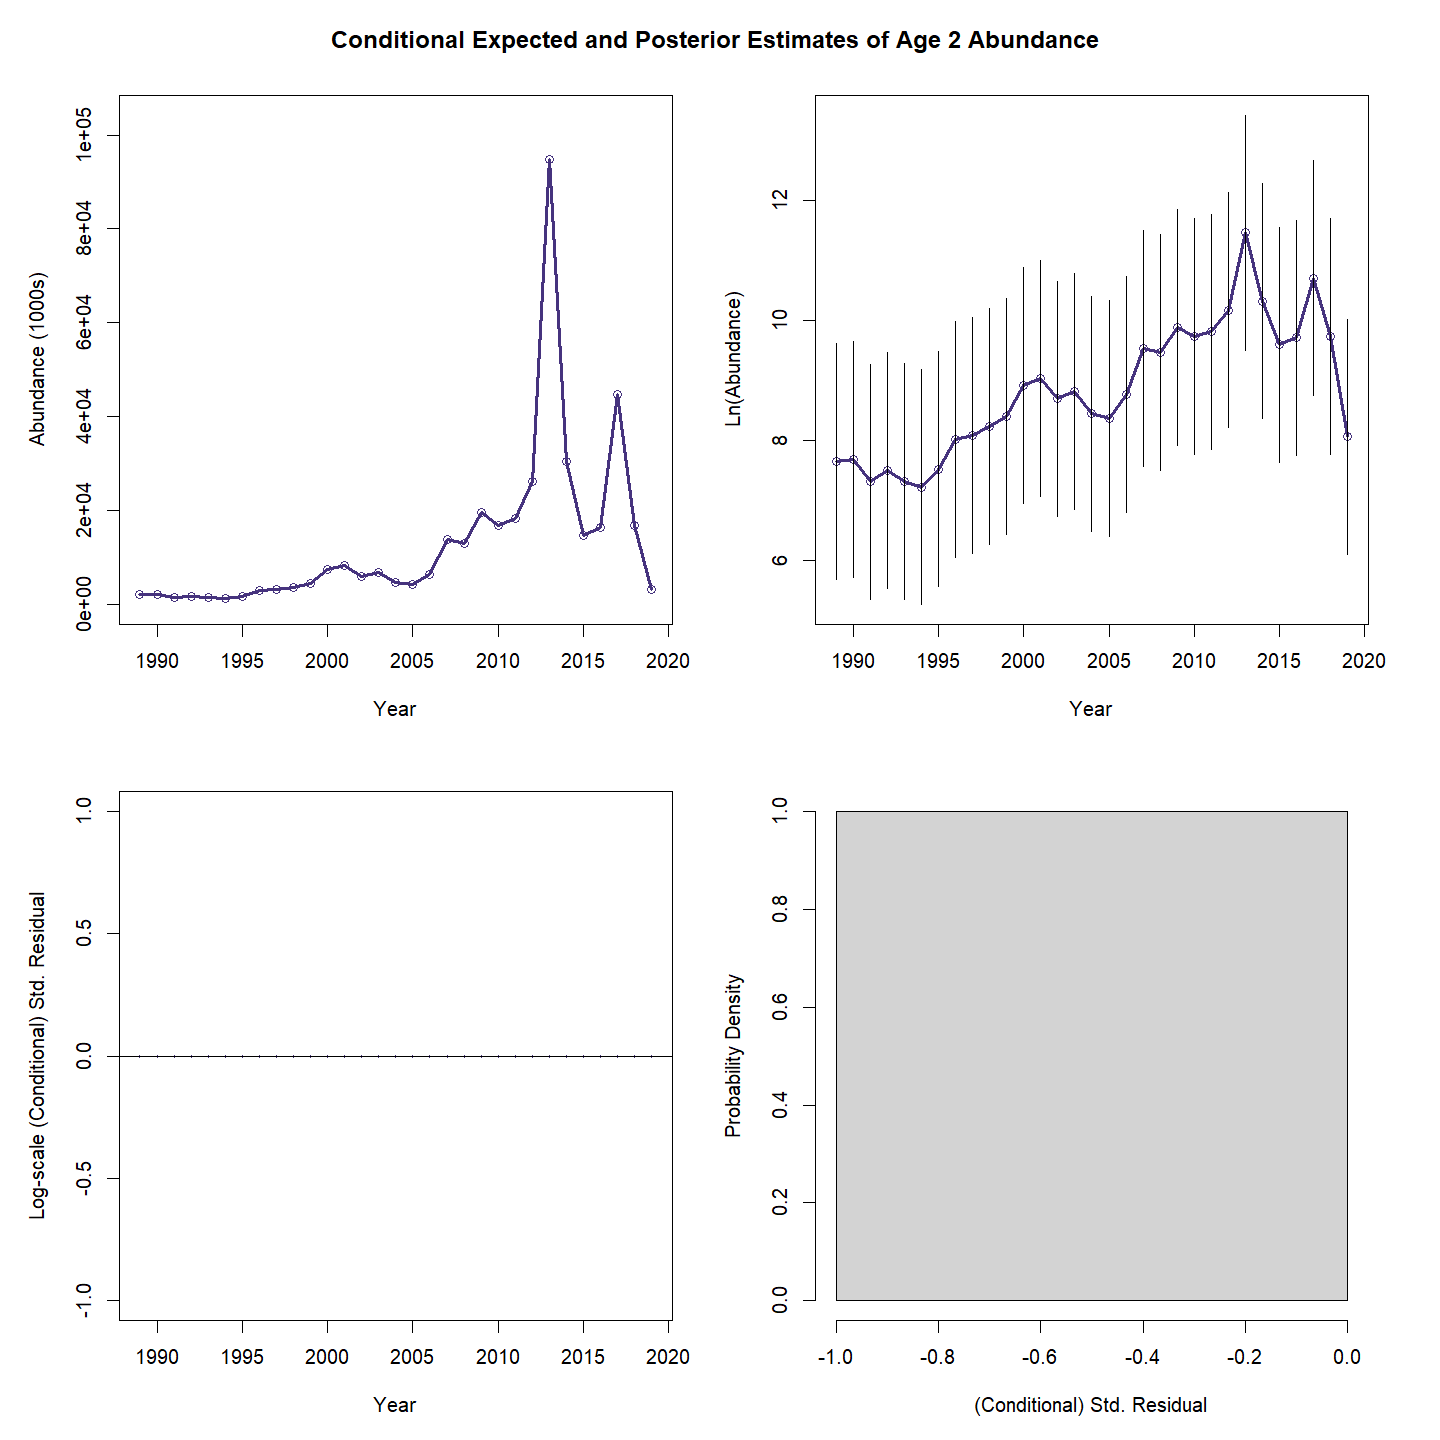 Conditional Expected and Posterior Estimates of Age 2 Abundance
Abundance (1000s)
0e+00 2e+04 4e+04 6e+04 8e+04 1e+05
1990 1995 2000 2005 2010 2015 2020
Year
Ln(Abundance)
6 8 10 12
1990 1995 2000 2005 2010 2015 2020
Year
Log-scale (Conditional) Std. Residual
-1.0 -0.5 0.0 0.5 1.0
1990 1995 2000 2005 2010 2015 2020
Year
Probability Density
0.0 0.2 0.4 0.6 0.8 1.0
-1.0 -0.8 -0.6 -0.4 -0.2 0.0
(Conditional) Std. Residual